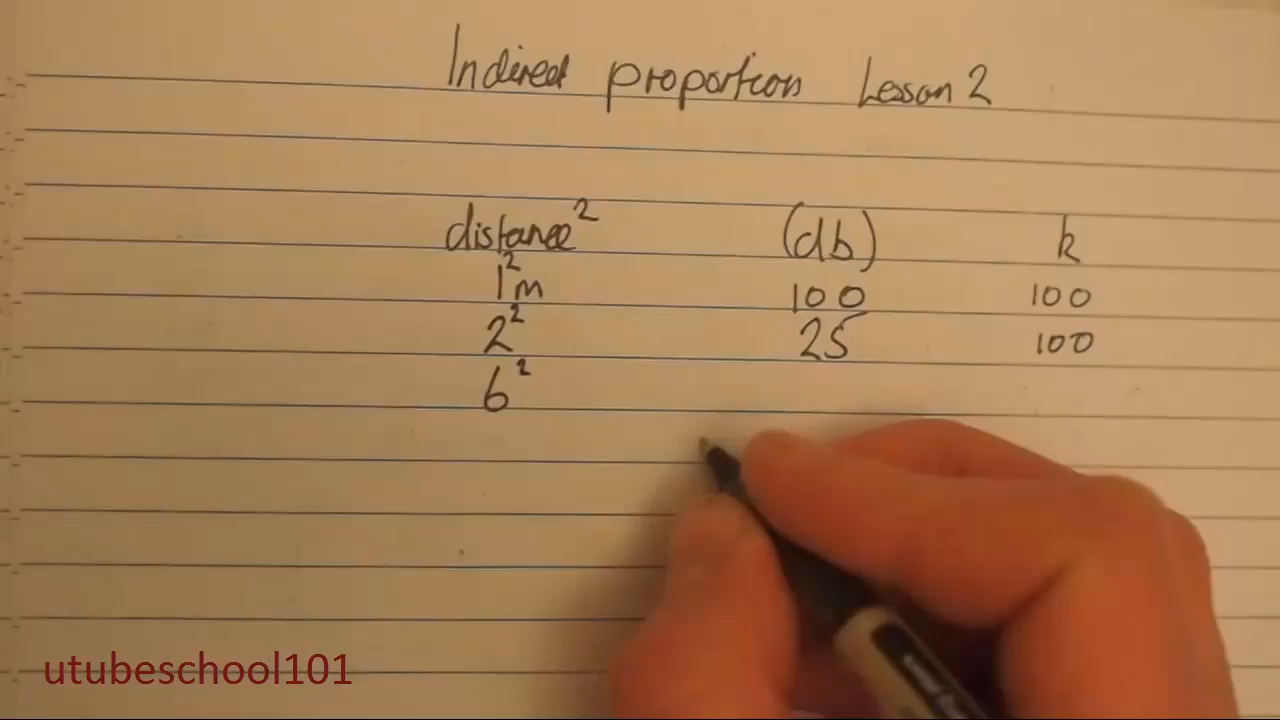 Indirect proportion Lesson 2
distance² (db) k
1²m 100 100
2² 25 100
6²
utubeschool101